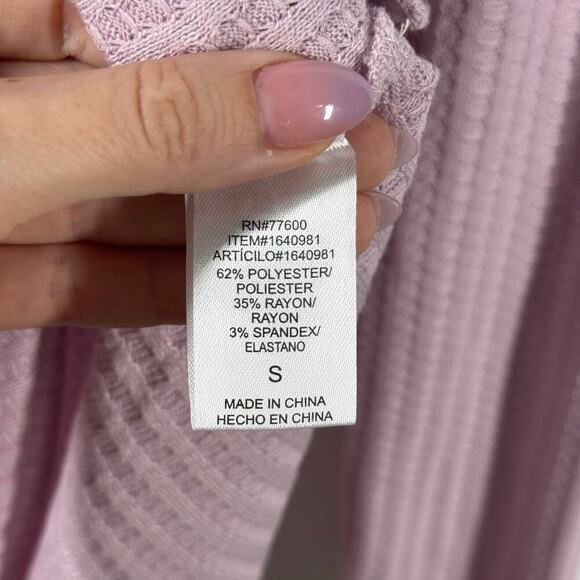 RN#77600
ITEM#1640981
ARTÍCILO#1640981
62% POLYESTER/
POLIESTER
35% RAYON/
RAYON
3% SPANDEX/
ELASTANO
S
MADE IN CHINA
HECHO EN CHINA